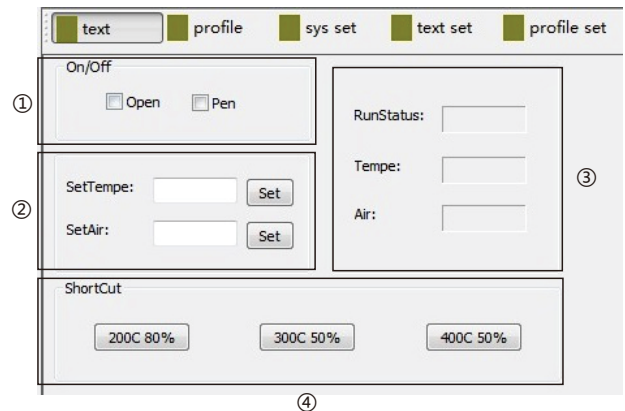 text profile sys set text set profile set
On/Off
① Open Pen
RunStatus:
Tempe:
③
Air:
② SetTempe: Set
SetAir: Set
ShortCut
200C 80% 300C 50% 400C 50%
④